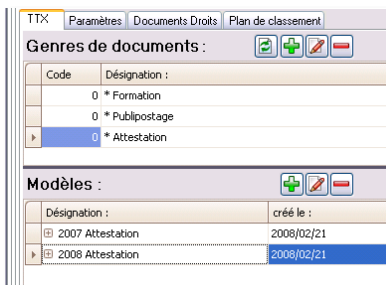 TTX Paramètres Documents Droits Plan de classement
Genres de documents :
Code Désignation :
0 * Formation
0 * Publipostage
0 * Attestation
Modèles :
Désignation : créé le :
2007 Attestation 2008/02/21
2008 Attestation 2008/02/21